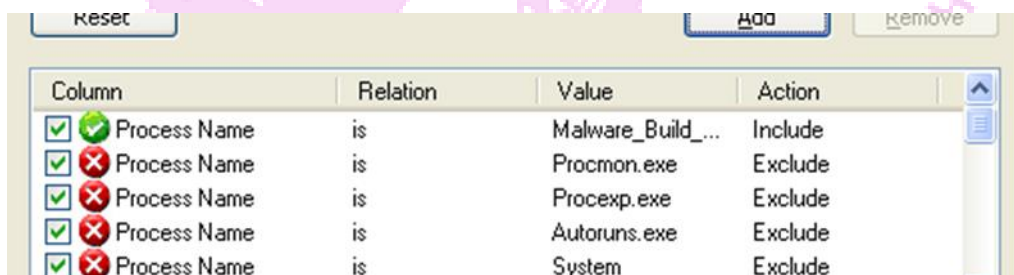 Reset Add Remove
Column Relation Value Action
Process Name is Malware_Build_... Include
Process Name is Procmon.exe Exclude
Process Name is Procexp.exe Exclude
Process Name is Autoruns.exe Exclude
Process Name is System Exclude